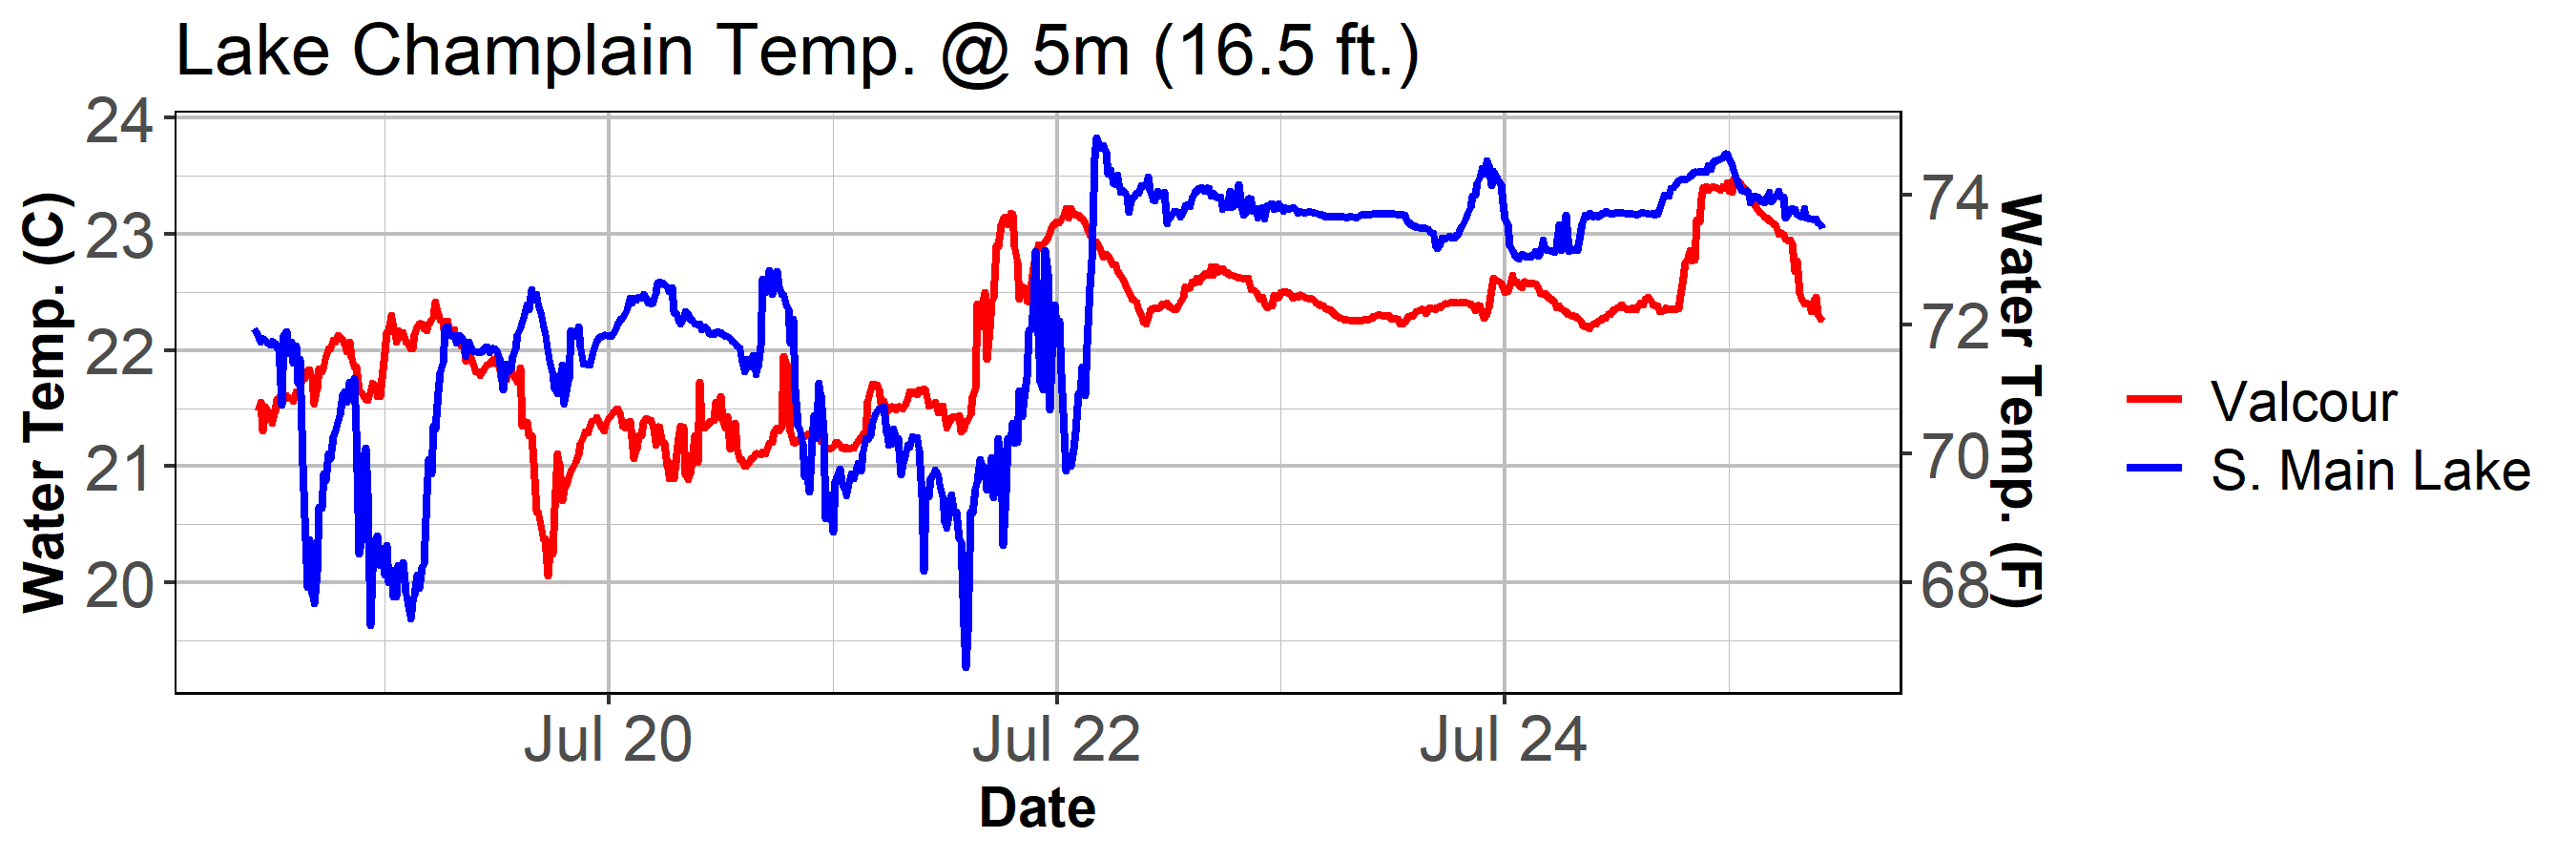 Lake Champlain Temp. @ 5m (16.5 ft.)
Water Temp. (C)
24
23
22
21
20
74
72
70
68
Water Temp. (F)
Jul 20 Jul 22 Jul 24
Date
Valcour
S. Main Lake